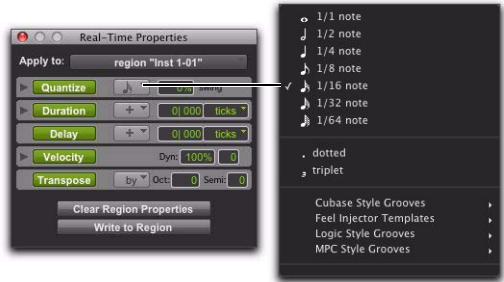 Real-Time Properties
Apply to: region "Inst 1-01"
Quantize 0% swing
Duration + 0| 000 ticks
Delay + 0| 000 ticks
Velocity Dyn: 100% 0
Transpose by Oct: 0 Semi: 0
Clear Region Properties
Write to Region
1/1 note
1/2 note
1/4 note
1/8 note
✓ 1/16 note
1/32 note
1/64 note
. dotted
3 triplet
Cubase Style Grooves
Feel Injector Templates
Logic Style Grooves
MPC Style Grooves